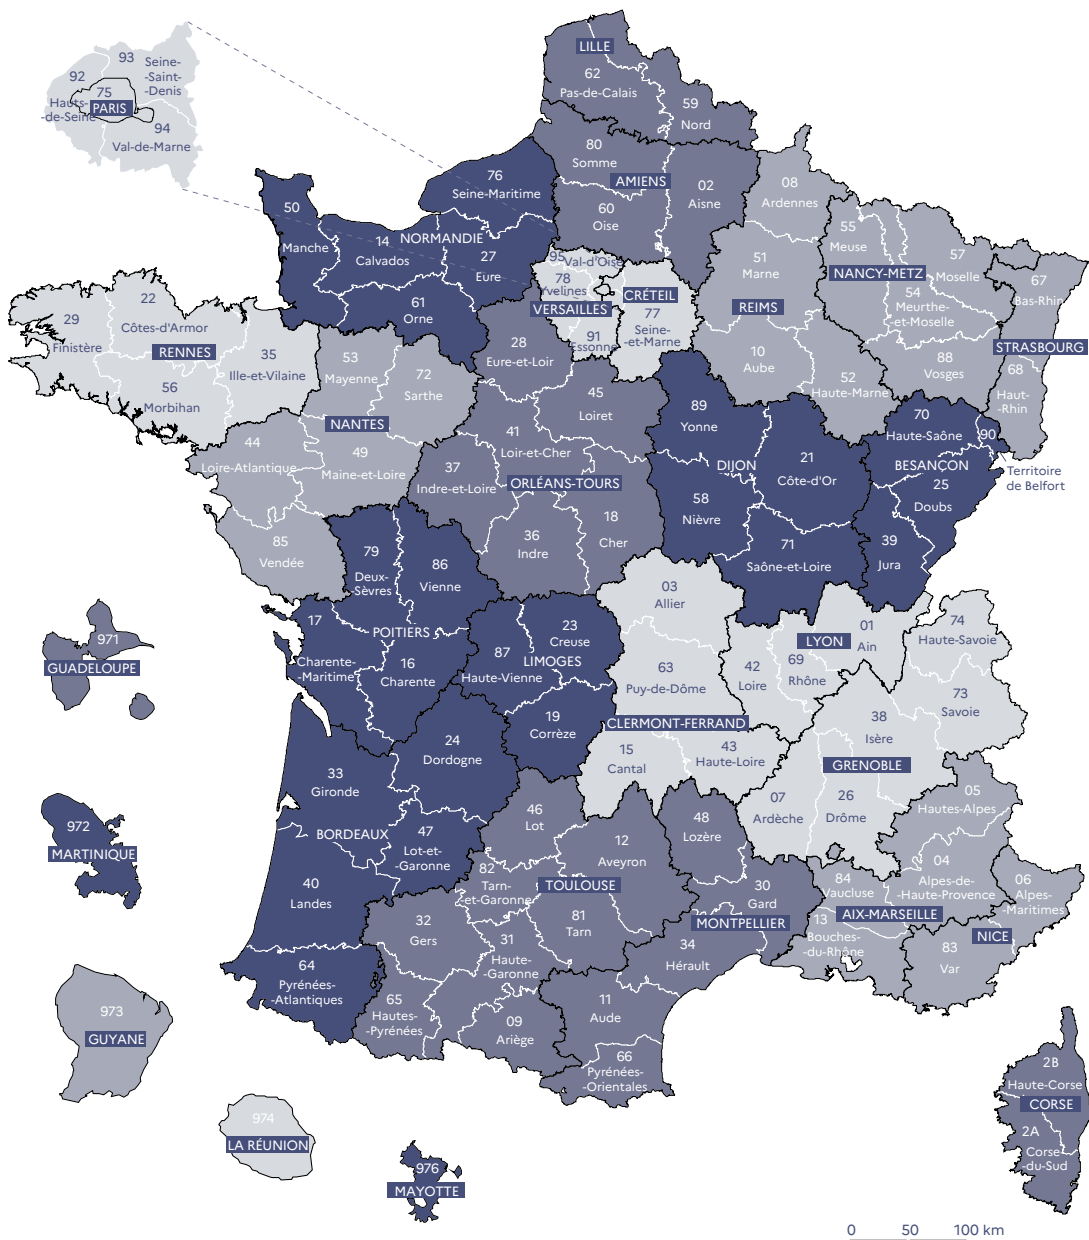 LILLE
62
Pas-de-Calais
59
Nord
93
Seine-
-Saint-
-Denis
92
Hauts-
-de-Seine
75
PARIS
94
Val-de-Marne
80
Somme
AMIENS
02
Aisne
60
Oise
08
Ardennes
76
Seine-Maritime
50
Manche
14
Calvados
NORMANDIE
27
Eure
61
Orne
95
Val-d'Oise
78
Yvelines
VERSAILLES
91
Essonne
CRÉTEIL
77
Seine-
-et-Marne
51
Marne
REIMS
10
Aube
52
Haute-Marne
55
Meuse
NANCY-METZ
57
Moselle
54
Meurthe-
-et-Moselle
88
Vosges
67
Bas-Rhin
STRASBOURG
68
Haut-
-Rhin
22
Côtes-d'Armor
29
Finistère
RENNES
35
Ille-et-Vilaine
56
Morbihan
53
Mayenne
72
Sarthe
NANTES
44
Loire-Atlantique
49
Maine-et-Loire
85
Vendée
28
Eure-et-Loir
45
Loiret
41
Loir-et-Cher
37
Indre-et-Loire
ORLÉANS-TOURS
36
Indre
18
Cher
89
Yonne
DIJON
21
Côte-d'Or
58
Nièvre
71
Saône-et-Loire
70
Haute-Saône
90
Territoire
de Belfort
BESANÇON
25
Doubs
39
Jura
79
Deux-
-Sèvres
86
Vienne
17
Charente-
-Maritime
POITIERS
16
Charente
23
Creuse
87
Haute-Vienne
LIMOGES
19
Corrèze
03
Allier
63
Puy-de-Dôme
CLERMONT-FERRAND
15
Cantal
43
Haute-Loire
LYON
01
Ain
42
Loire
69
Rhône
74
Haute-Savoie
73
Savoie
38
Isère
GRENOBLE
07
Ardèche
26
Drôme
24
Dordogne
33
Gironde
BORDEAUX
47
Lot-et-
-Garonne
40
Landes
64
Pyrénées-
-Atlantiques
46
Lot
12
Aveyron
82
Tarn-
-et-Garonne
TOULOUSE
81
Tarn
32
Gers
31
Haute-
-Garonne
65
Hautes-
-Pyrénées
09
Ariège
48
Lozère
30
Gard
MONTPELLIER
34
Hérault
11
Aude
66
Pyrénées-
-Orientales
05
Hautes-Alpes
04
Alpes-de-
-Haute-Provence
84
Vaucluse
AIX-MARSEILLE
13
Bouches-
-du-Rhône
06
Alpes-
-Maritimes
NICE
83
Var
971
GUADELOUPE
972
MARTINIQUE
973
GUYANE
974
LA RÉUNION
976
MAYOTTE
2B
Haute-Corse
CORSE
2A
Corse-
-du-Sud
0 50 100 km